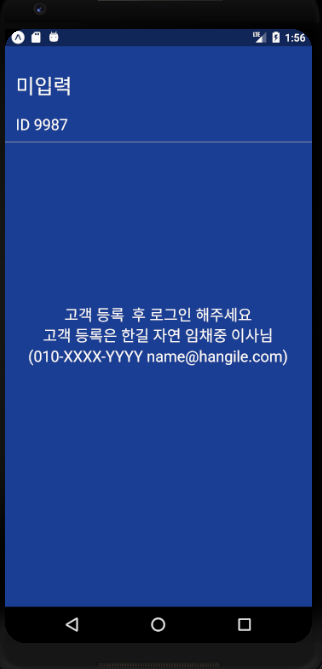 LTE 1:56
미입력
ID 9987
고객 등록 후 로그인 해주세요
고객 등록은 한길 자연 임채중 이사님
(010-XXXX-YYYY name@hangile.com)